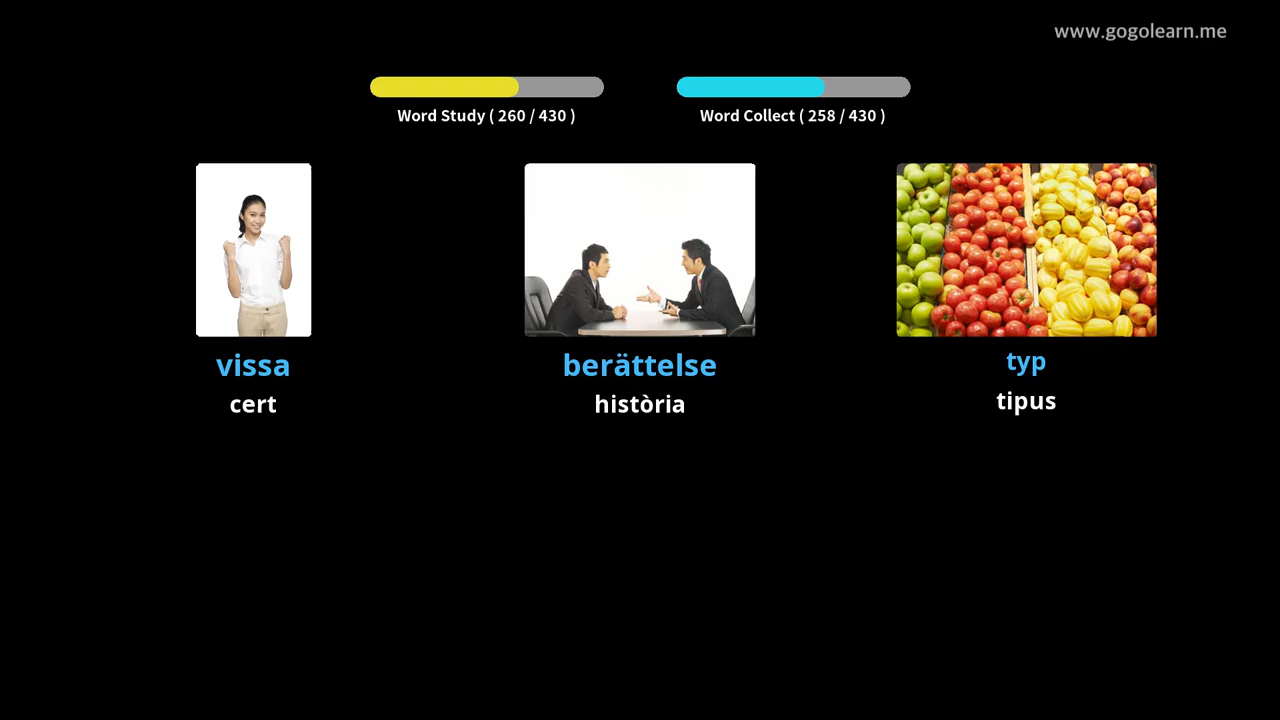 www.gogolearn.me
Word Study ( 260 / 430 )
Word Collect ( 258 / 430 )
vissa
cert
berättelse
història
typ
tipus